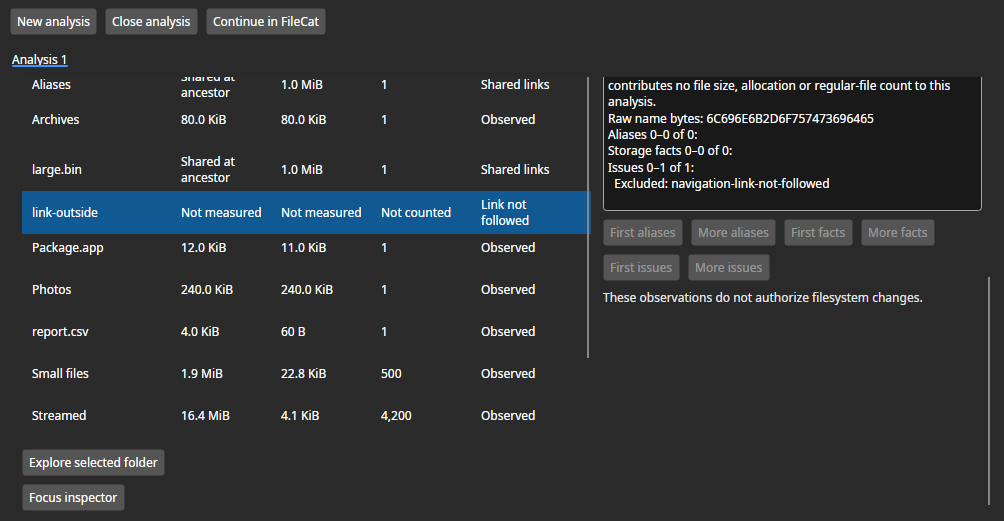 New analysis Close analysis Continue in FileCat
Analysis 1
Aliases Shared at ancestor 1.0 MiB 1 Shared links
Archives 80.0 KiB 80.0 KiB 1 Observed
large.bin Shared at ancestor 1.0 MiB 1 Shared links
link-outside Not measured Not measured Not counted Link not followed
Package.app 12.0 KiB 11.0 KiB 1 Observed
Photos 240.0 KiB 240.0 KiB 1 Observed
report.csv 4.0 KiB 60 B 1 Observed
Small files 1.9 MiB 22.8 KiB 500 Observed
Streamed 16.4 MiB 4.1 KiB 4,200 Observed
Explore selected folder
Focus inspector
contributes no file size, allocation or regular-file count to this
analysis.
Raw name bytes: 6C696E6B2D6F757473696465
Aliases 0–0 of 0:
Storage facts 0–0 of 0:
Issues 0–1 of 1:
Excluded: navigation-link-not-followed
First aliases More aliases First facts More facts
First issues More issues
These observations do not authorize filesystem changes.